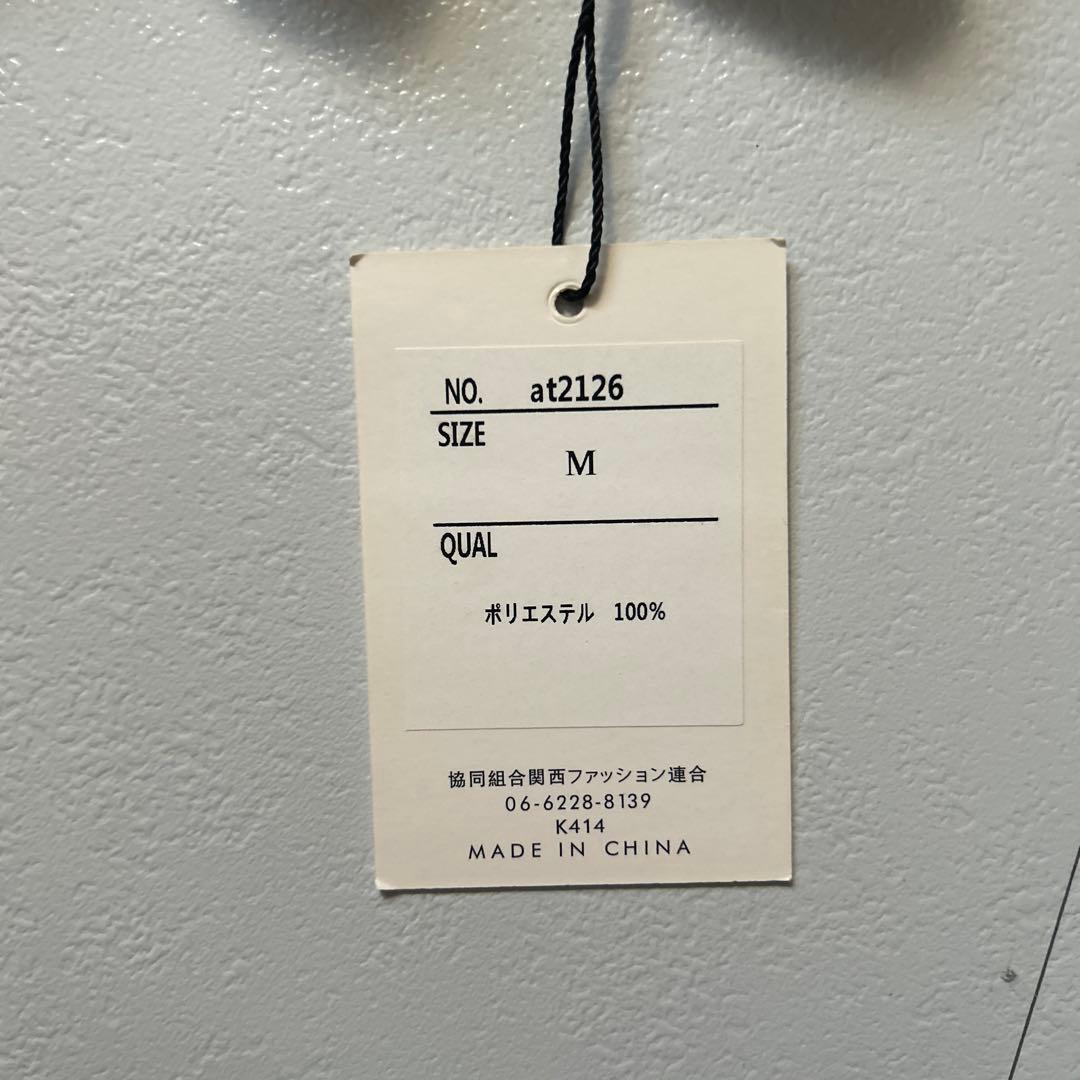 NO. at2126
SIZE
M
QUAL
ポリエステル 100%
協同組合関西ファッション連合
06-6228-8139
K414
MADE IN CHINA